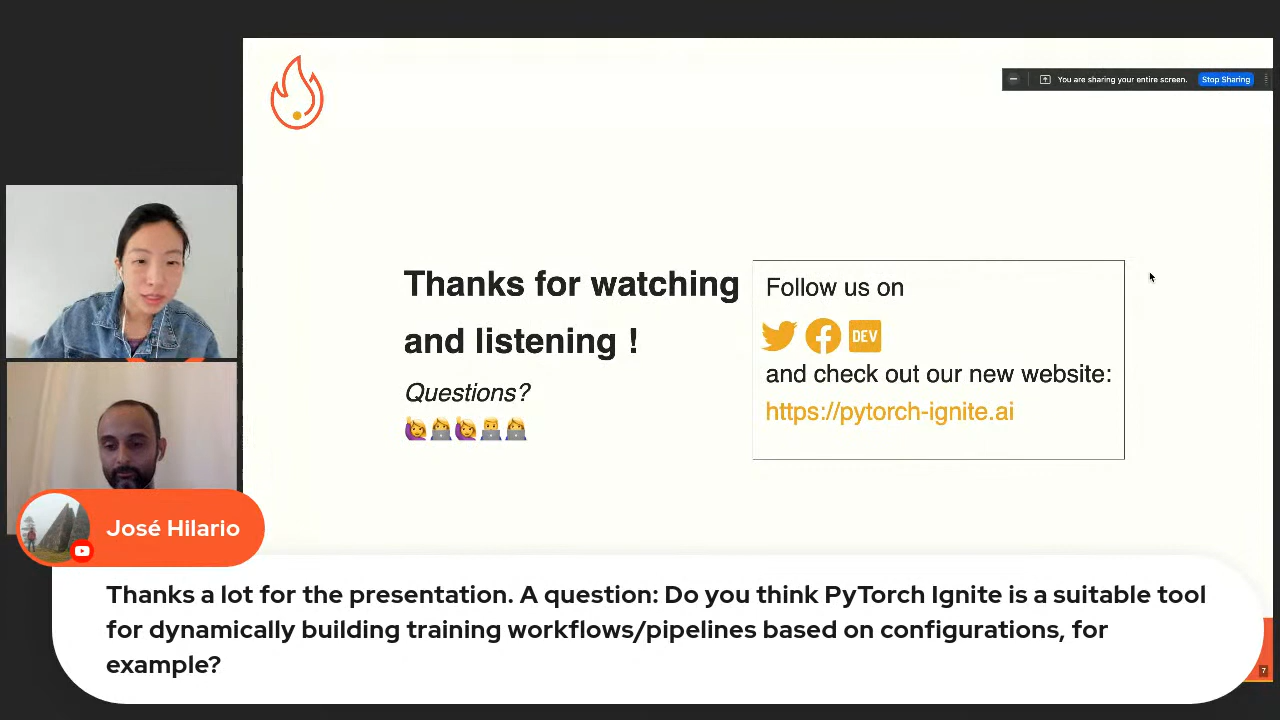 You are sharing your entire screen.
Stop Sharing
Thanks for watching
and listening !
Questions?
Follow us on
DEV
and check out our new website:
https://pytorch-ignite.ai
José Hilario
Thanks a lot for the presentation. A question: Do you think PyTorch Ignite is a suitable tool
for dynamically building training workflows/pipelines based on configurations, for
example?
7